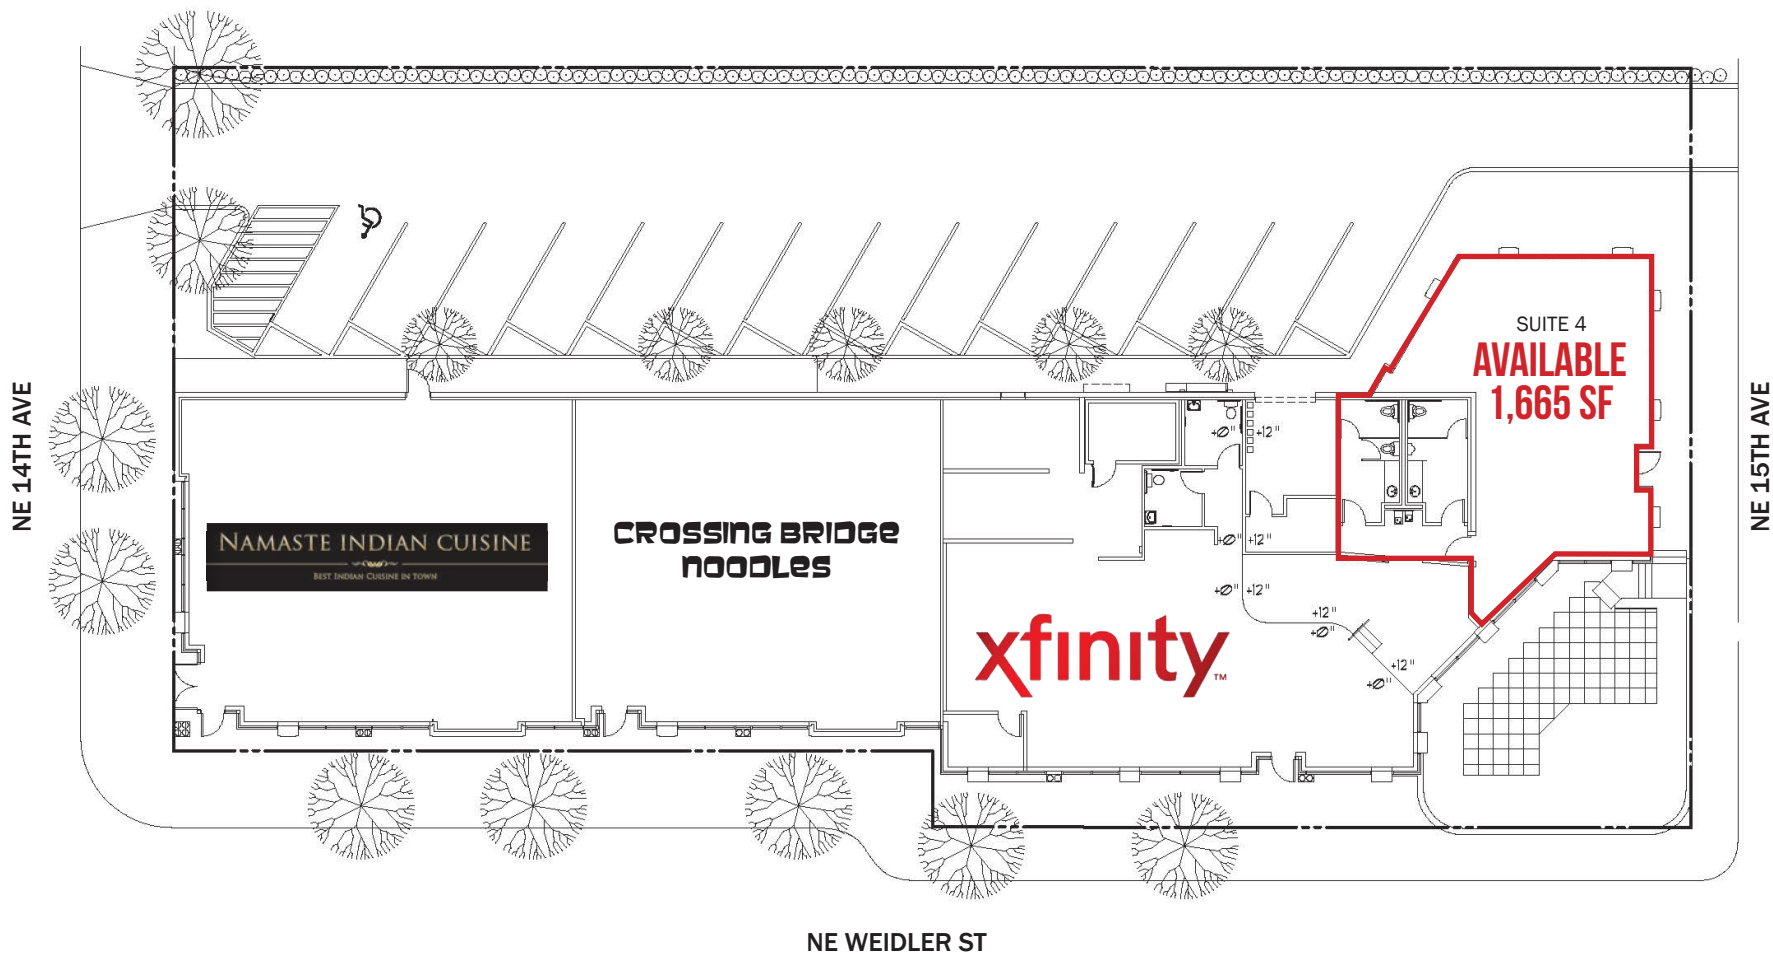 SUITE 4
AVAILABLE
1,665 SF
NE 14TH AVE
NE 15TH AVE
+Ø" +12"
NAMASTE INDIAN CUISINE
BEST INDIAN CUISINE IN TOWN
CROSSING BRIDGE
NOODLES
+Ø" +12"
+Ø" +12"
+12"
+Ø"
xfinity™
+12"
+Ø"
NE WEIDLER ST